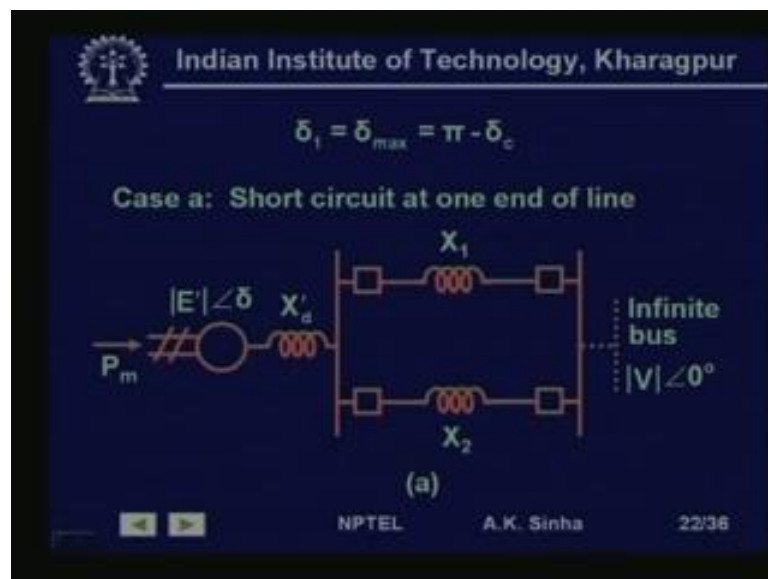 Indian Institute of Technology, Kharagpur
δ₁ = δmax = π - δc
Case a: Short circuit at one end of line
X₁
|E'|∠δ X'd
Infinite
bus
Pm
|V|∠0°
X₂
(a)
NPTEL A.K. Sinha 22/36